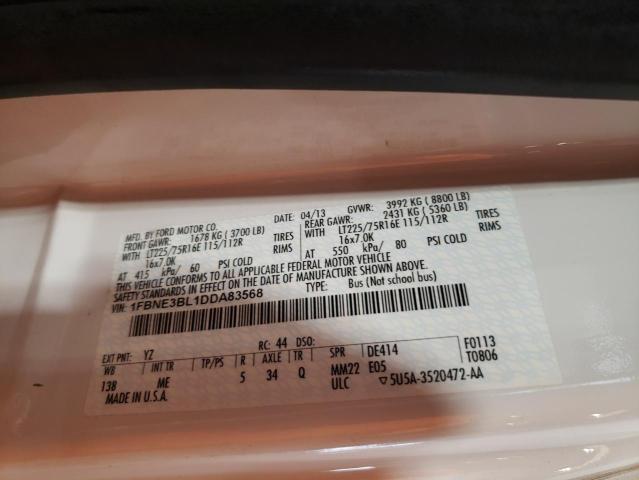 MFD. BY FORD MOTOR CO. DATE: 04/13 GVWR: 3992 KG ( 8800 LB)
FRONT GAWR: 1678 KG ( 3700 LB) REAR GAWR: 2431 KG ( 5360 LB)
WITH LT225/75R16E 115/112R TIRES WITH LT225/75R16E 115/112R TIRES
16x7.0K RIMS 16x7.0K RIMS
AT 415 kPa/ 60 PSI COLD AT 550 kPa/ 80 PSI COLD
THIS VEHICLE CONFORMS TO ALL APPLICABLE FEDERAL MOTOR VEHICLE
SAFETY STANDARDS IN EFFECT ON THE DATE OF MANUFACTURE SHOWN ABOVE.
VIN: 1FBNE3BL1DDA83568 TYPE: Bus (Not school Bus)
EXT PNT: YZ RC: 44 DSO:
WB INT TR TP/PS R AXLE TR SPR DE414 F0113
138 ME 5 34 Q MM22 E05 T0806
MADE IN U.S.A. ULC ▽5U5A-3520472-AA